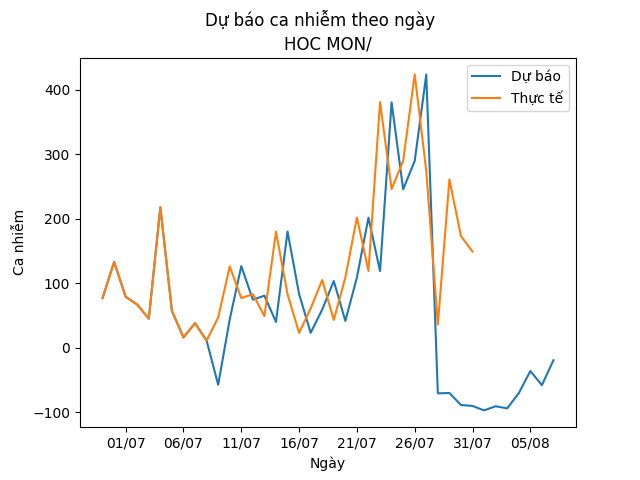 Dự báo ca nhiễm theo ngày
HOC MON/
Dự báo
Thực tế
Ca nhiễm
400
300
200
100
0
−100
01/07 06/07 11/07 16/07 21/07 26/07 31/07 05/08
Ngày